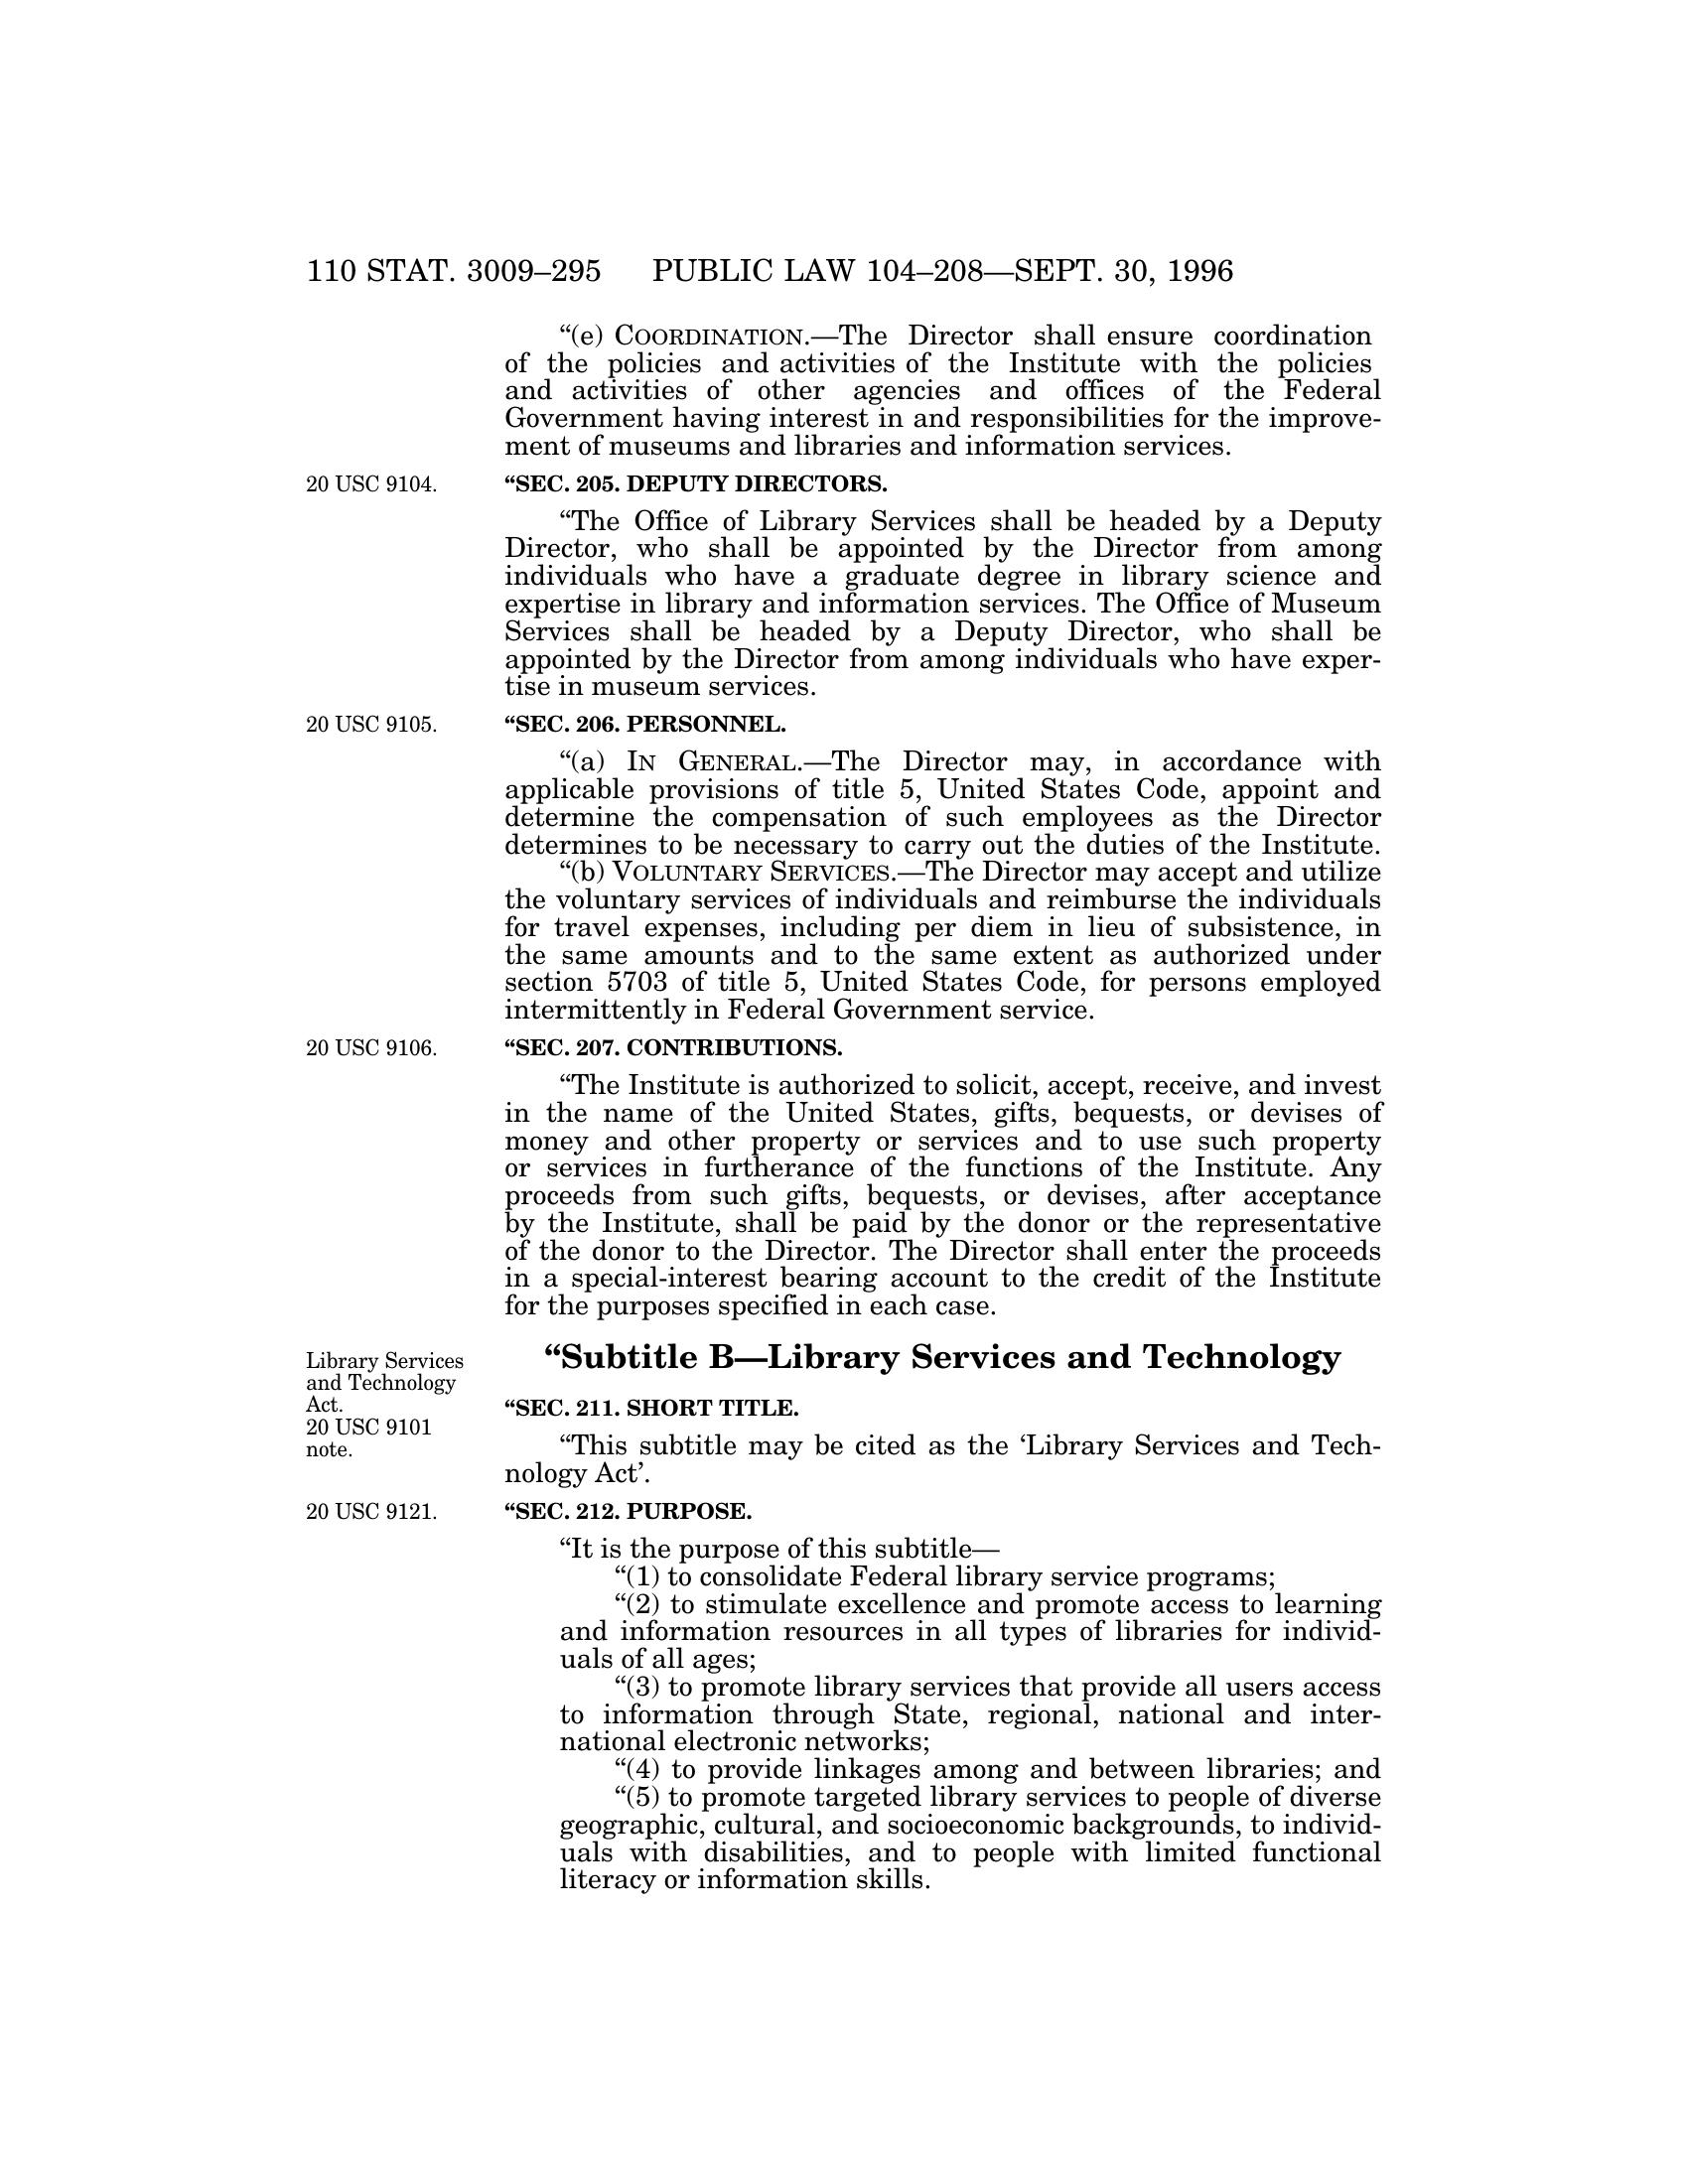 110 STAT. 3009–295 PUBLIC LAW 104–208—SEPT. 30, 1996
“(e) COORDINATION.—The Director shall ensure coordination
of the policies and activities of the Institute with the policies
and activities of other agencies and offices of the Federal
Government having interest in and responsibilities for the improve-
ment of museums and libraries and information services.
20 USC 9104.
“SEC. 205. DEPUTY DIRECTORS.
“The Office of Library Services shall be headed by a Deputy
Director, who shall be appointed by the Director from among
individuals who have a graduate degree in library science and
expertise in library and information services. The Office of Museum
Services shall be headed by a Deputy Director, who shall be
appointed by the Director from among individuals who have exper-
tise in museum services.
20 USC 9105.
“SEC. 206. PERSONNEL.
“(a) IN GENERAL.—The Director may, in accordance with
applicable provisions of title 5, United States Code, appoint and
determine the compensation of such employees as the Director
determines to be necessary to carry out the duties of the Institute.
“(b) VOLUNTARY SERVICES.—The Director may accept and utilize
the voluntary services of individuals and reimburse the individuals
for travel expenses, including per diem in lieu of subsistence, in
the same amounts and to the same extent as authorized under
section 5703 of title 5, United States Code, for persons employed
intermittently in Federal Government service.
20 USC 9106.
“SEC. 207. CONTRIBUTIONS.
“The Institute is authorized to solicit, accept, receive, and invest
in the name of the United States, gifts, bequests, or devises of
money and other property or services and to use such property
or services in furtherance of the functions of the Institute. Any
proceeds from such gifts, bequests, or devises, after acceptance
by the Institute, shall be paid by the donor or the representative
of the donor to the Director. The Director shall enter the proceeds
in a special-interest bearing account to the credit of the Institute
for the purposes specified in each case.
“Subtitle B—Library Services and Technology
Library Services
and Technology
Act.
20 USC 9101
note.
“SEC. 211. SHORT TITLE.
“This subtitle may be cited as the ‘Library Services and Tech-
nology Act’.
20 USC 9121.
“SEC. 212. PURPOSE.
“It is the purpose of this subtitle—
“(1) to consolidate Federal library service programs;
“(2) to stimulate excellence and promote access to learning
and information resources in all types of libraries for individ-
uals of all ages;
“(3) to promote library services that provide all users access
to information through State, regional, national and inter-
national electronic networks;
“(4) to provide linkages among and between libraries; and
“(5) to promote targeted library services to people of diverse
geographic, cultural, and socioeconomic backgrounds, to individ-
uals with disabilities, and to people with limited functional
literacy or information skills.